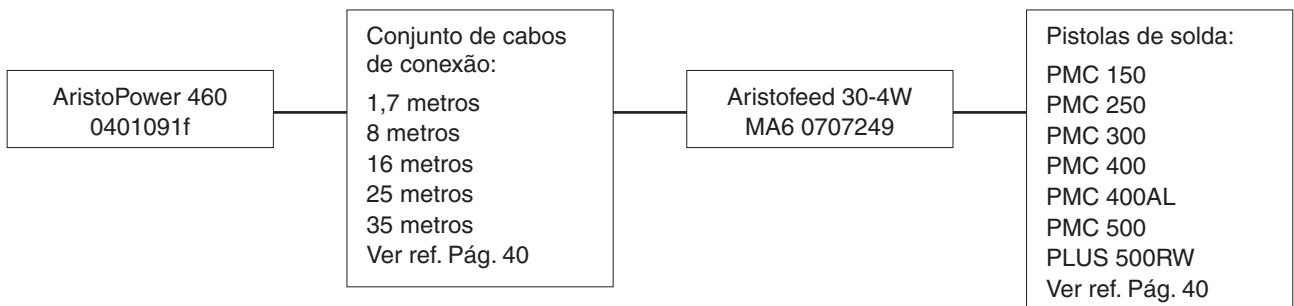 AristoPower 460
0401091f
Conjunto de cabos
de conexão:
1,7 metros
8 metros
16 metros
25 metros
35 metros
Ver ref. Pág. 40
Aristofeed 30-4W
MA6 0707249
Pistolas de solda:
PMC 150
PMC 250
PMC 300
PMC 400
PMC 400AL
PMC 500
PLUS 500RW
Ver ref. Pág. 40